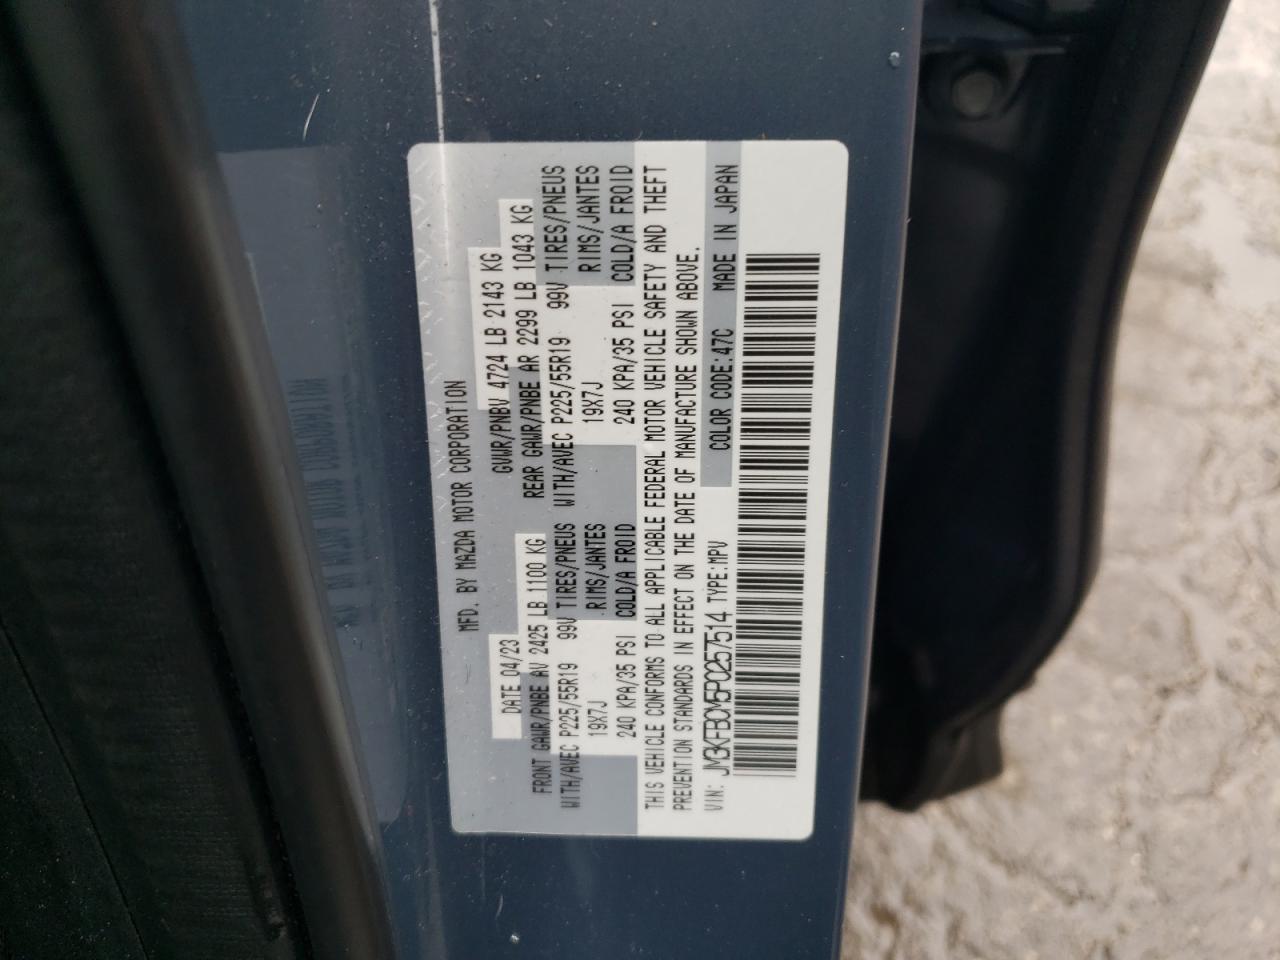 MFD. BY MAZDA MOTOR CORPORATION
DATE 04/23 GVWR/PNBV 4724 LB 2143 KG
FRONT GAWR/PNBE AV 2425 LB 1100 KG REAR GAWR/PNBE AR 2299 LB 1043 KG
WITH/AVEC P225/55R19 99V TIRES/PNEUS WITH/AVEC P225/55R19 99V TIRES/PNEUS
19X7J RIMS/JANTES 19X7J RIMS/JANTES
240 KPA/35 PSI COLD/A FROID 240 KPA/35 PSI COLD/A FROID
THIS VEHICLE CONFORMS TO ALL APPLICABLE FEDERAL MOTOR VEHICLE SAFETY AND THEFT
PREVENTION STANDARDS IN EFFECT ON THE DATE OF MANUFACTURE SHOWN ABOVE.
VIN: JM3KFBCM5P0257514 TYPE:MPV COLOR CODE:47C MADE IN JAPAN